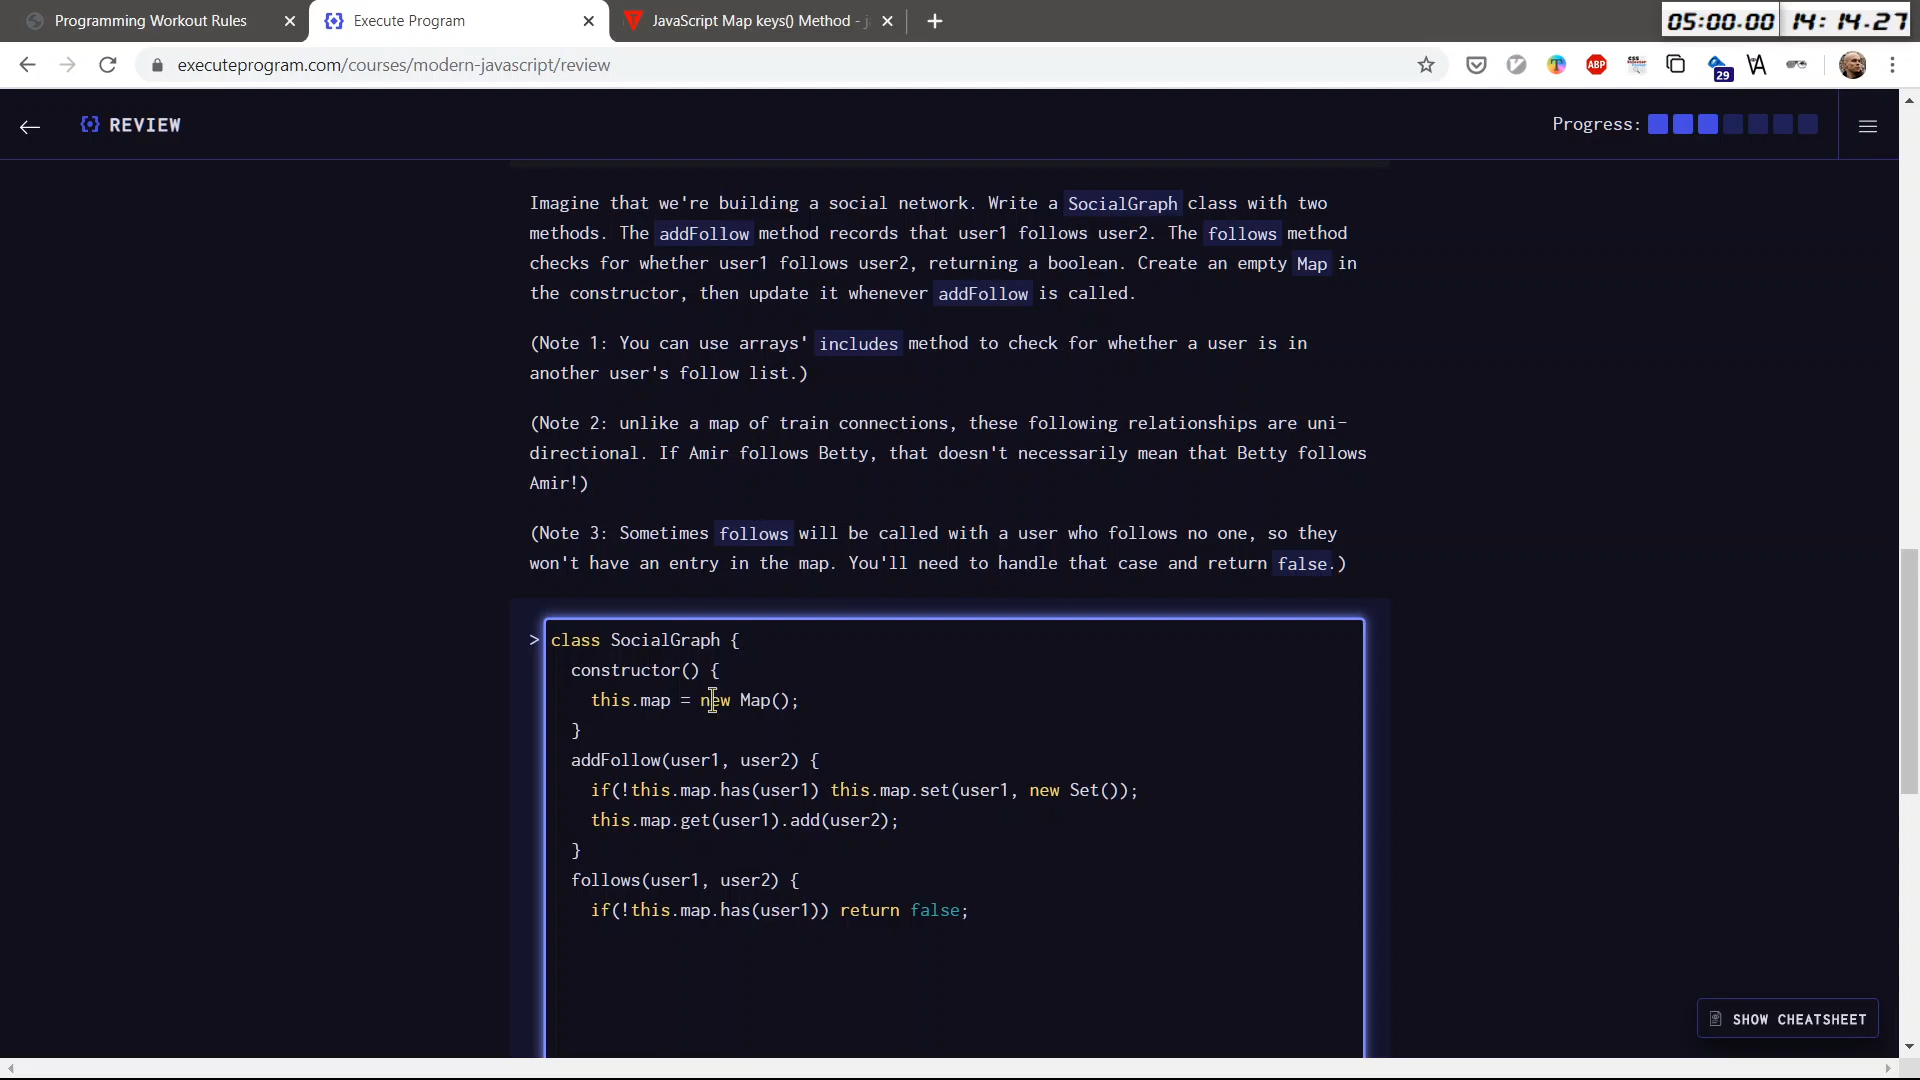 Programming Workout Rules
Execute Program
JavaScript Map keys() Method - j
05:00.00 14:14.27
executeprogram.com/courses/modern-javascript/review
ABP
29
REVIEW
Progress:
Imagine that we're building a social network. Write a SocialGraph class with two
methods. The addFollow method records that user1 follows user2. The follows method
checks for whether user1 follows user2, returning a boolean. Create an empty Map in
the constructor, then update it whenever addFollow is called.
(Note 1: You can use arrays' includes method to check for whether a user is in
another user's follow list.)
(Note 2: unlike a map of train connections, these following relationships are uni-
directional. If Amir follows Betty, that doesn't necessarily mean that Betty follows
Amir!)
(Note 3: Sometimes follows will be called with a user who follows no one, so they
won't have an entry in the map. You'll need to handle that case and return false.)
> class SocialGraph {
constructor() {
this.map = new Map();
}
addFollow(user1, user2) {
if(!this.map.has(user1) this.map.set(user1, new Set());
this.map.get(user1).add(user2);
}
follows(user1, user2) {
if(!this.map.has(user1)) return false;
SHOW CHEATSHEET